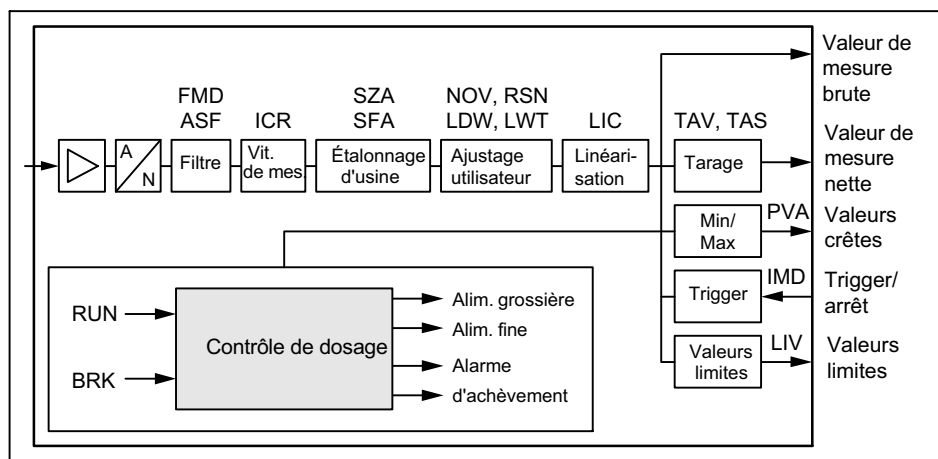 Valeur de
mesure
brute
FMD
ASF
ICR
SZA
SFA
NOV, RSN
LDW, LWT
LIC
TAV, TAS
A
N
Filtre
Vit.
de mes.
Étalonnage
d'usine
Ajustage
utilisateur
Linéari-
sation
Tarage
Valeur de
mesure
nette
Min/
Max
PVA
Valeurs
crêtes
Trigger
IMD
Trigger/
arrêt
Valeurs
limites
LIV
Valeurs
limites
RUN
BRK
Contrôle de dosage
Alim. grossière
Alim. fine
Alarme
d'achèvement